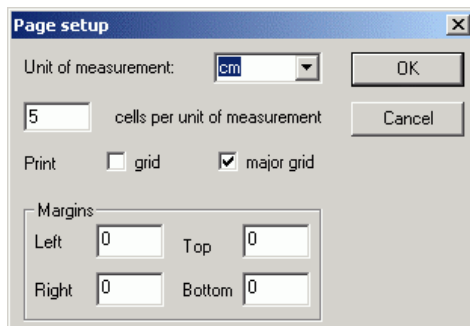 Page setup
Unit of measurement: cm OK
5 cells per unit of measurement Cancel
Print grid major grid
Margins
Left 0 Top 0
Right 0 Bottom 0